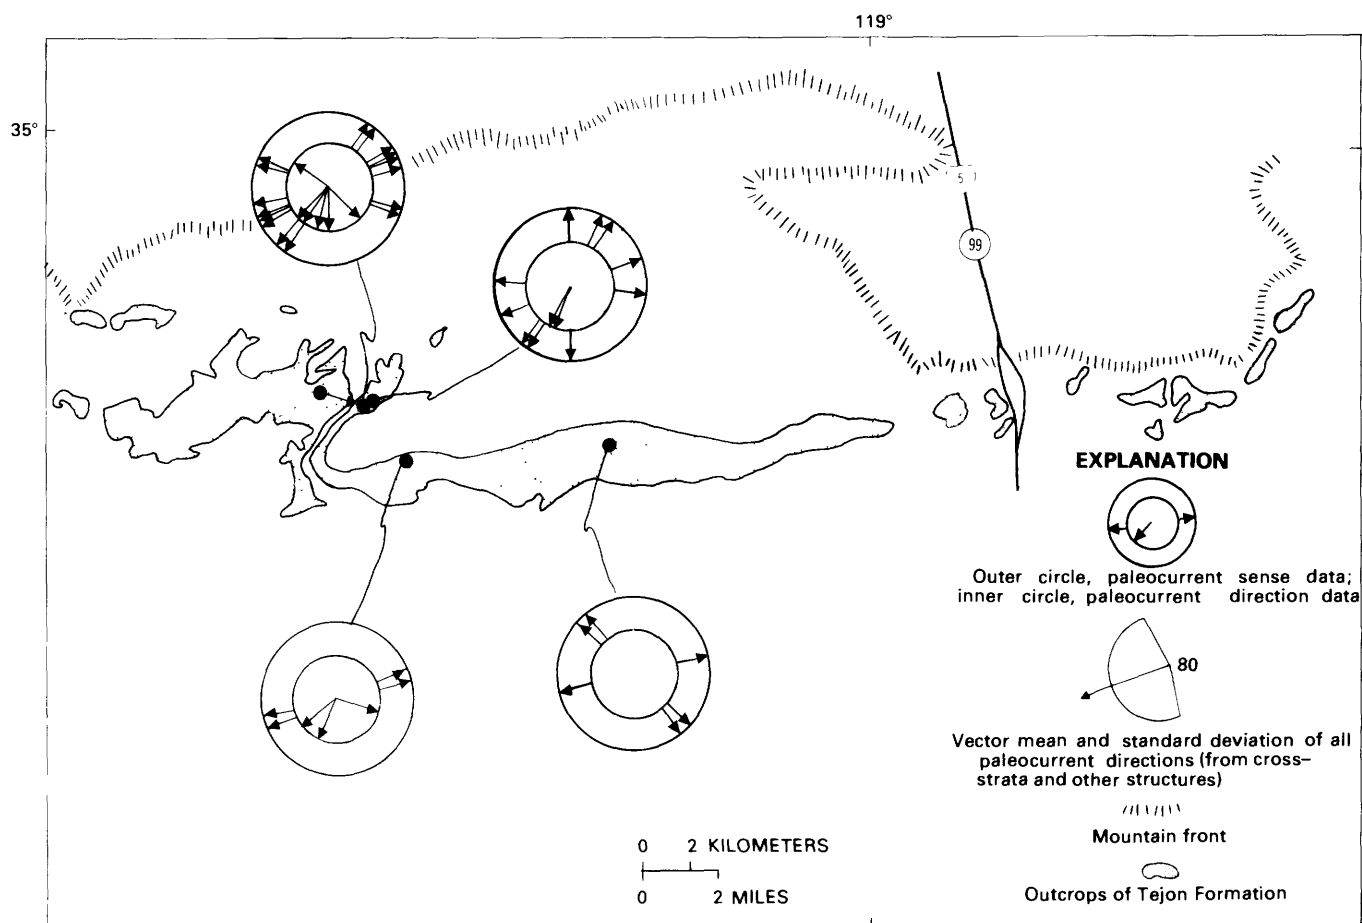 119°
35°
5
99
EXPLANATION
Outer circle, paleocurrent sense data;
inner circle, paleocurrent direction data
80
Vector mean and standard deviation of all
paleocurrent directions (from cross–
strata and other structures)
Mountain front
0 2 KILOMETERS
0 2 MILES
Outcrops of Tejon Formation